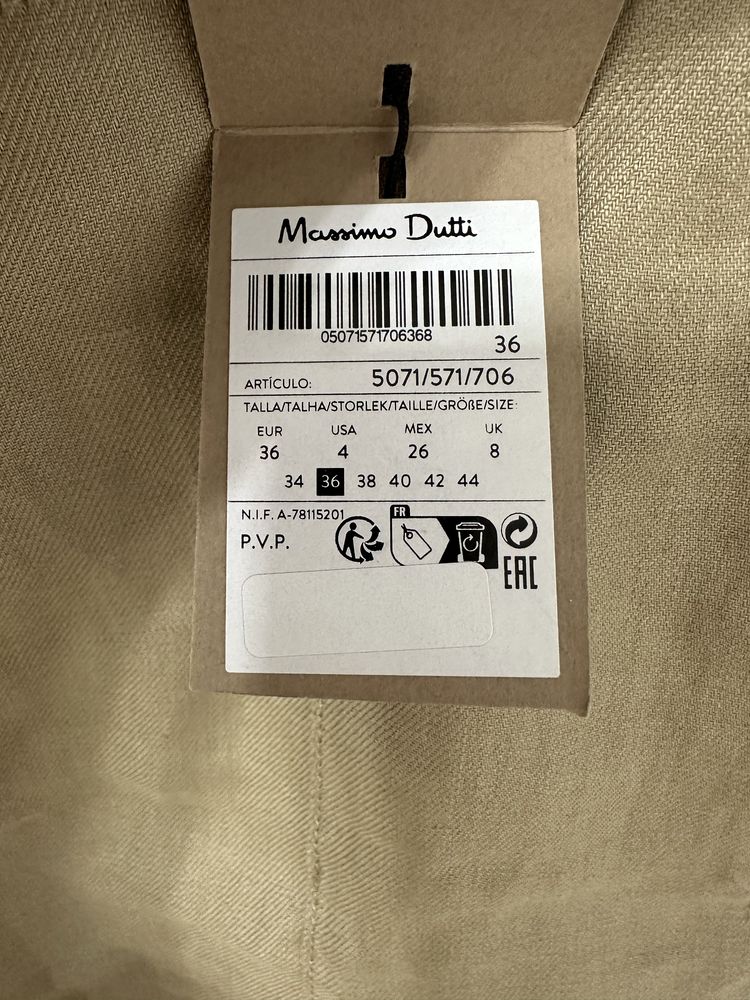 Massimo Dutti
05071571706368
36
ARTÍCULO: 5071/571/706
TALLA/TALHA/STORLEK/TAILLE/GRÖßE/SIZE:
EUR USA MEX UK
36 4 26 8
34 36 38 40 42 44
N.I.F. A-78115201
FR
P.V.P.
EAC